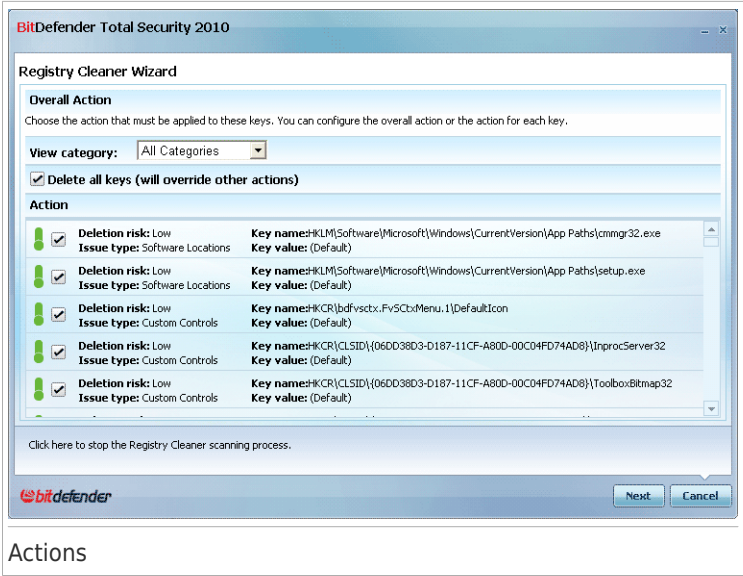 BitDefender Total Security 2010
Registry Cleaner Wizard
Overall Action
Choose the action that must be applied to these keys. You can configure the overall action or the action for each key.
View category: All Categories
Delete all keys (will override other actions)
Action
Deletion risk: Low Key name:HKLM\Software\Microsoft\Windows\CurrentVersion\App Paths\cmmgr32.exe
Issue type: Software Locations Key value: (Default)
Deletion risk: Low Key name:HKLM\Software\Microsoft\Windows\CurrentVersion\App Paths\setup.exe
Issue type: Software Locations Key value: (Default)
Deletion risk: Low Key name:HKCR\bdfvsctx.FvSCtxMenu.1\DefaultIcon
Issue type: Custom Controls Key value: (Default)
Deletion risk: Low Key name:HKCR\CLSID\{06DD38D3-D187-11CF-A80D-00C04FD74AD8}\InprocServer32
Issue type: Custom Controls Key value: (Default)
Deletion risk: Low Key name:HKCR\CLSID\{06DD38D3-D187-11CF-A80D-00C04FD74AD8}\ToolboxBitmap32
Issue type: Custom Controls Key value: (Default)
Click here to stop the Registry Cleaner scanning process.
bitdefender Next Cancel
Actions